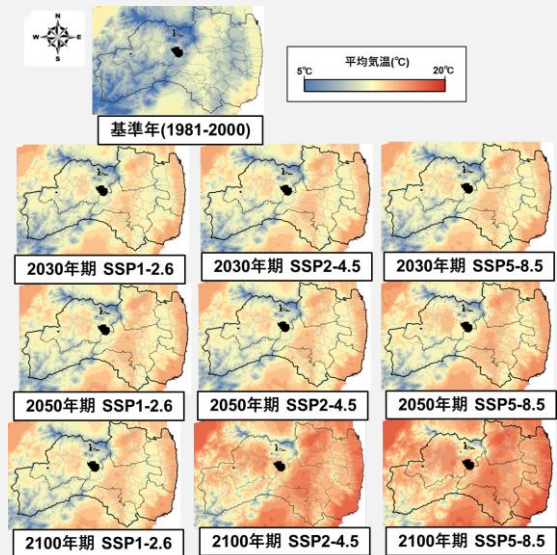 N
W E
S
平均気温(℃)
5℃ 20℃
基準年(1981-2000)
2030年期 SSP1-2.6
2030年期 SSP2-4.5
2030年期 SSP5-8.5
2050年期 SSP1-2.6
2050年期 SSP2-4.5
2050年期 SSP5-8.5
2100年期 SSP1-2.6
2100年期 SSP2-4.5
2100年期 SSP5-8.5